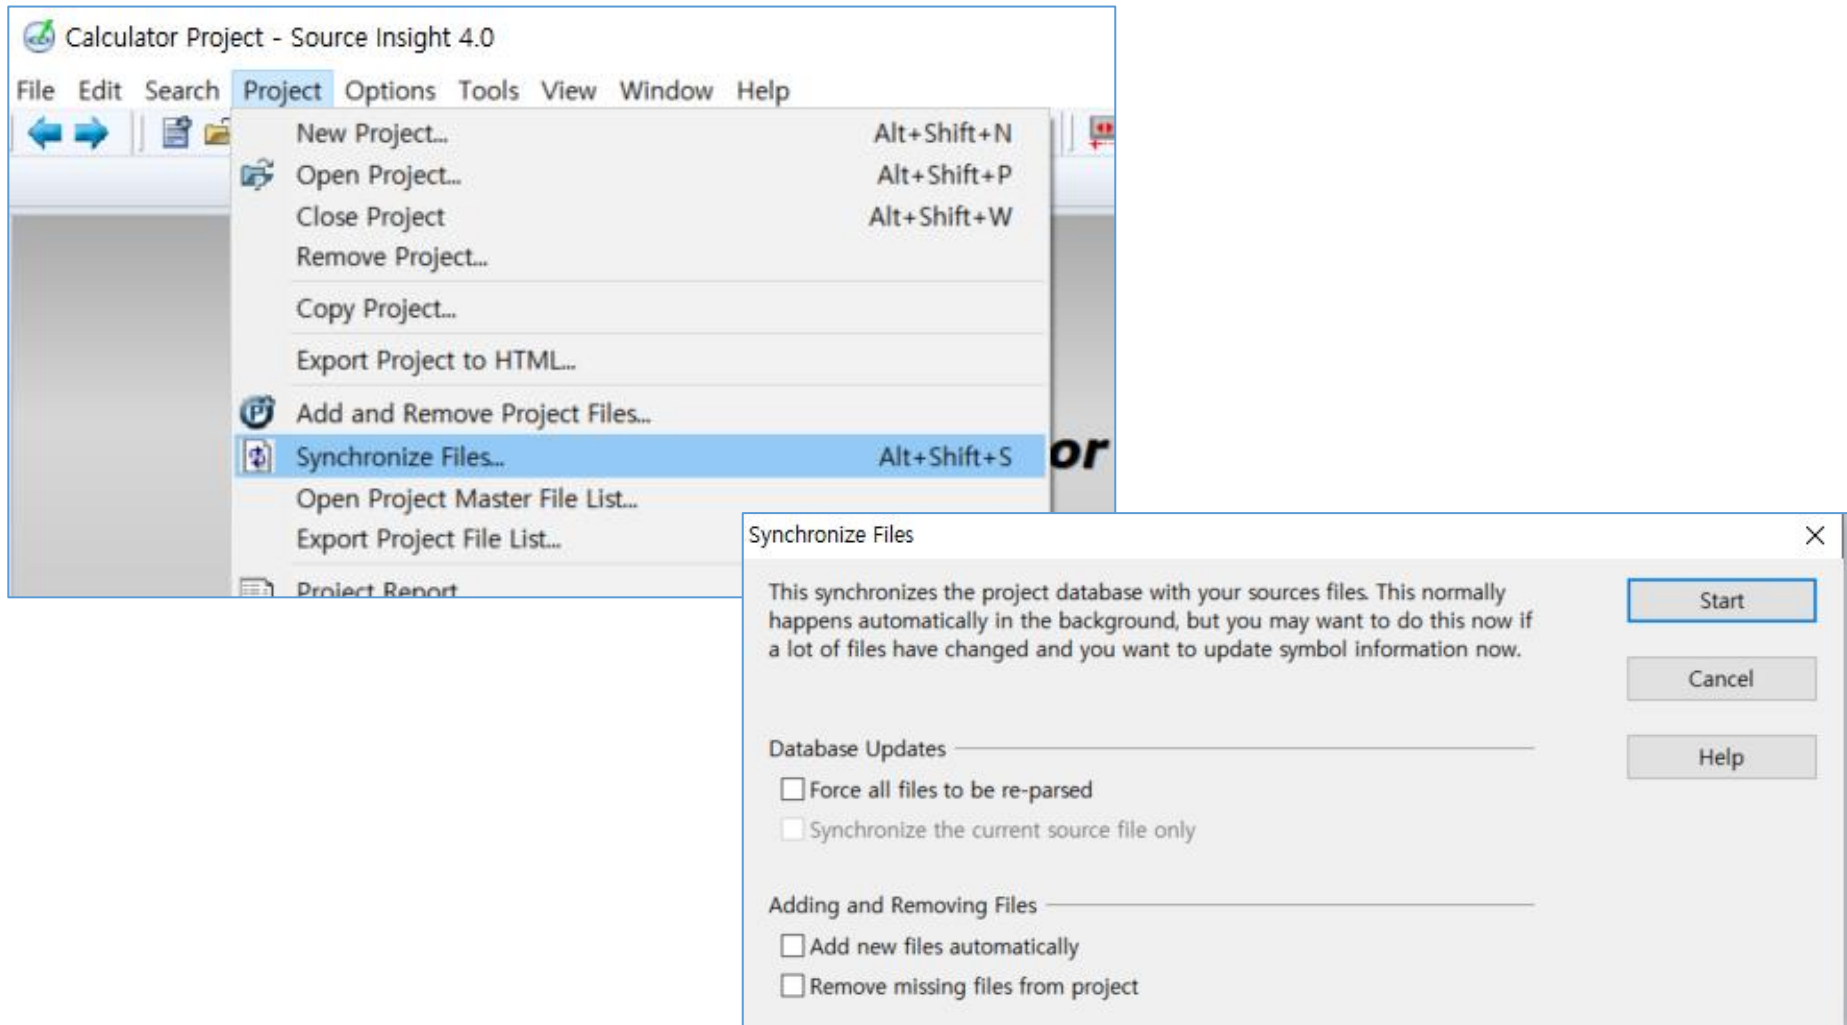 Calculator Project - Source Insight 4.0
File Edit Search Project Options Tools View Window Help
New Project... Alt+Shift+N
Open Project... Alt+Shift+P
Close Project Alt+Shift+W
Remove Project...
Copy Project...
Export Project to HTML...
Add and Remove Project Files...
Synchronize Files... Alt+Shift+S
or
Open Project Master File List...
Export Project File List...
Project Report
Synchronize Files
This synchronizes the project database with your sources files. This normally
happens automatically in the background, but you may want to do this now if
a lot of files have changed and you want to update symbol information now.
Start
Cancel
Help
Database Updates
Force all files to be re-parsed
Synchronize the current source file only
Adding and Removing Files
Add new files automatically
Remove missing files from project